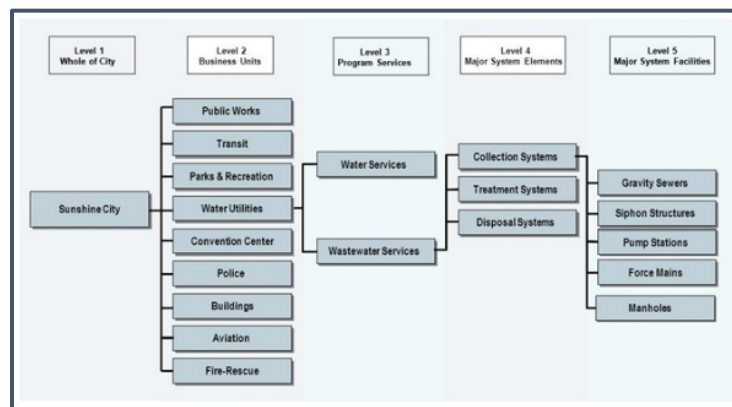 Level 1
Whole of City
Level 2
Business Units
Level 3
Program Services
Level 4
Major System Elements
Level 5
Major System Facilities
Sunshine City
Public Works
Transit
Parks & Recreation
Water Utilities
Convention Center
Police
Buildings
Aviation
Fire-Rescue
Water Services
Wastewater Services
Collection Systems
Treatment Systems
Disposal Systems
Gravity Sewers
Siphon Structures
Pump Stations
Force Mains
Manholes